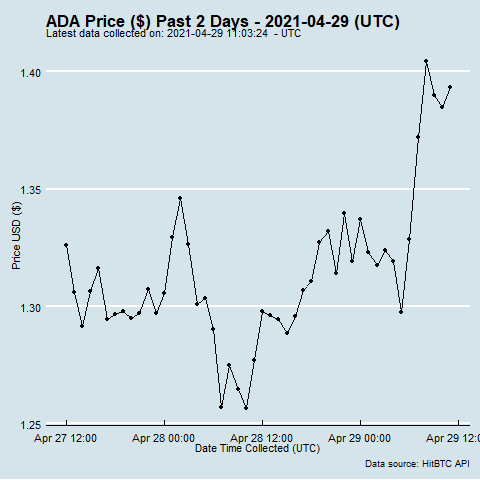 ADA Price ($) Past 2 Days - 2021-04-29 (UTC)
Latest data collected on: 2021-04-29 11:03:24  - UTC
1.40
1.35
1.30
1.25
Price USD ($)
Apr 27 12:00
Apr 28 00:00
Apr 28 12:00
Apr 29 00:00
Apr 29 12:00
Date Time Collected (UTC)
Data source: HitBTC API